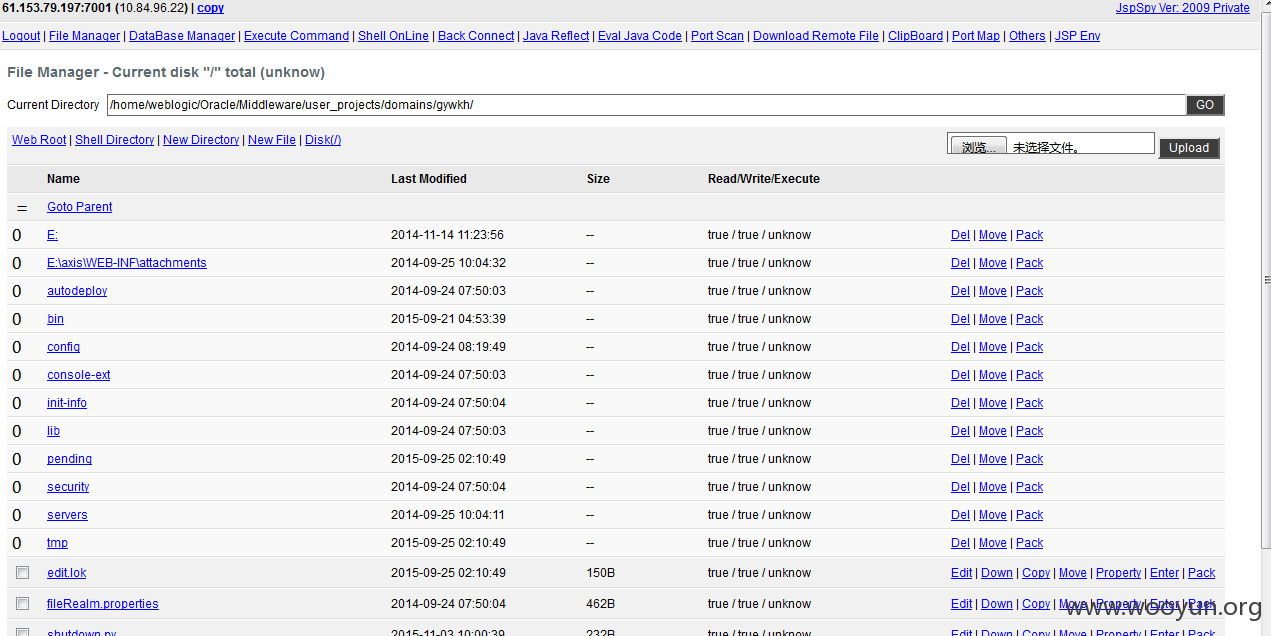 61.153.79.197:7001 (10.84.96.22) | copy JspSpy Ver: 2009 Private
Logout | File Manager | DataBase Manager | Execute Command | Shell OnLine | Back Connect | Java Reflect | Eval Java Code | Port Scan | Download Remote File | ClipBoard | Port Map | Others | JSP Env
File Manager - Current disk "/" total (unknow)
Current Directory /home/weblogic/Oracle/Middleware/user_projects/domains/gywkh/ GO
Web Root | Shell Directory | New Directory | New File | Disk(/) 浏览... 未选择文件。 Upload
Name Last Modified Size Read/Write/Execute
= Goto Parent
0 E: 2014-11-14 11:23:56 -- true / true / unknow Del | Move | Pack
0 E:\axis\WEB-INF\attachments 2014-09-25 10:04:32 -- true / true / unknow Del | Move | Pack
0 autodeploy 2014-09-24 07:50:03 -- true / true / unknow Del | Move | Pack
0 bin 2015-09-21 04:53:39 -- true / true / unknow Del | Move | Pack
0 config 2014-09-24 08:19:49 -- true / true / unknow Del | Move | Pack
0 console-ext 2014-09-24 07:50:03 -- true / true / unknow Del | Move | Pack
0 init-info 2014-09-24 07:50:04 -- true / true / unknow Del | Move | Pack
0 lib 2014-09-24 07:50:03 -- true / true / unknow Del | Move | Pack
0 pending 2015-09-25 02:10:49 -- true / true / unknow Del | Move | Pack
0 security 2014-09-24 07:50:04 -- true / true / unknow Del | Move | Pack
0 servers 2014-09-25 10:04:11 -- true / true / unknow Del | Move | Pack
0 tmp 2015-09-25 02:10:49 -- true / true / unknow Del | Move | Pack
edit.lok 2015-09-25 02:10:49 150B true / true / unknow Edit | Down | Copy | Move | Property | Enter | Pack
fileRealm.properties 2014-09-24 07:50:04 462B true / true / unknow Edit | Down | Copy | Move | Property | Enter | Pack
www.wooyun.org
shutdown.py 2015-11-03 10:00:39 232B true / true / unknow Edit | Down | Copy | Move | Property | Enter | Pack